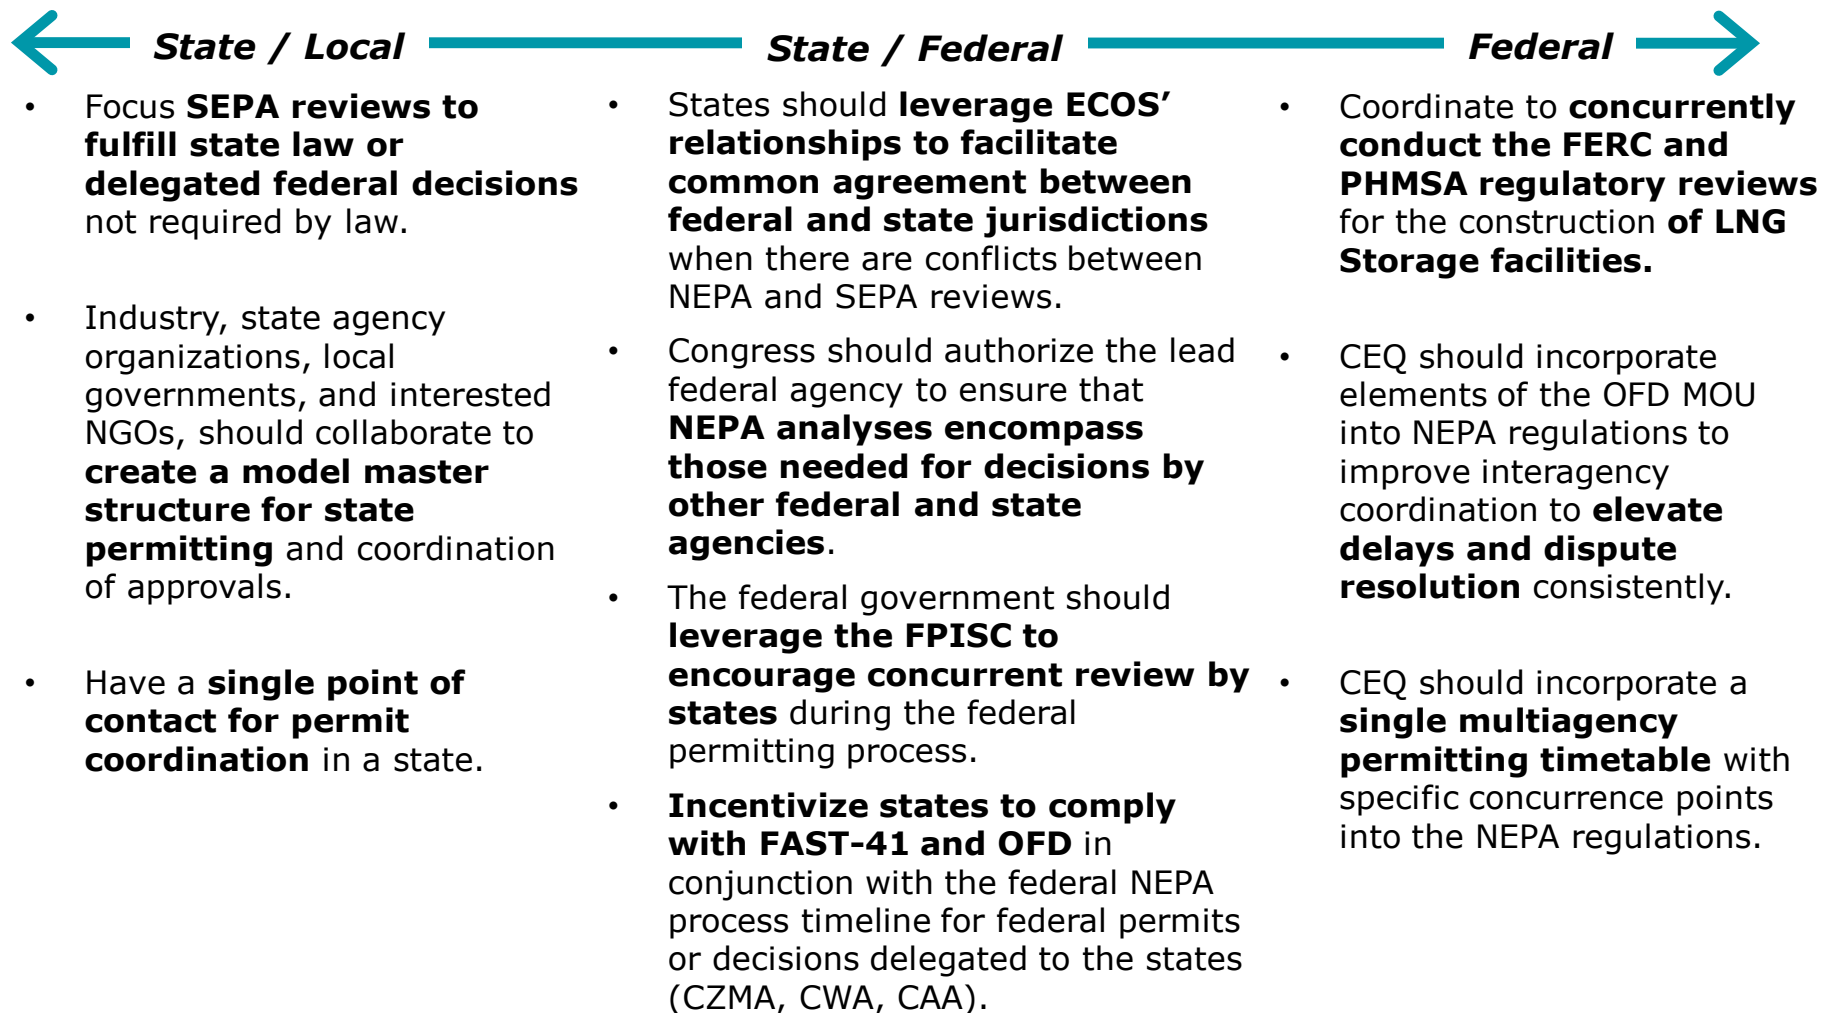 State / Local
State / Federal
Federal
• Focus SEPA reviews to
fulfill state law or
delegated federal decisions
not required by law.
• Industry, state agency
organizations, local
governments, and interested
NGOs, should collaborate to
create a model master
structure for state
permitting and coordination
of approvals.
• Have a single point of
contact for permit
coordination in a state.
• States should leverage ECOS’
relationships to facilitate
common agreement between
federal and state jurisdictions
when there are conflicts between
NEPA and SEPA reviews.
• Congress should authorize the lead
federal agency to ensure that
NEPA analyses encompass
those needed for decisions by
other federal and state
agencies.
• The federal government should
leverage the FPISC to
encourage concurrent review by
states during the federal
permitting process.
• Incentivize states to comply
with FAST-41 and OFD in
conjunction with the federal NEPA
process timeline for federal permits
or decisions delegated to the states
(CZMA, CWA, CAA).
• Coordinate to concurrently
conduct the FERC and
PHMSA regulatory reviews
for the construction of LNG
Storage facilities.
• CEQ should incorporate
elements of the OFD MOU
into NEPA regulations to
improve interagency
coordination to elevate
delays and dispute
resolution consistently.
• CEQ should incorporate a
single multiagency
permitting timetable with
specific concurrence points
into the NEPA regulations.